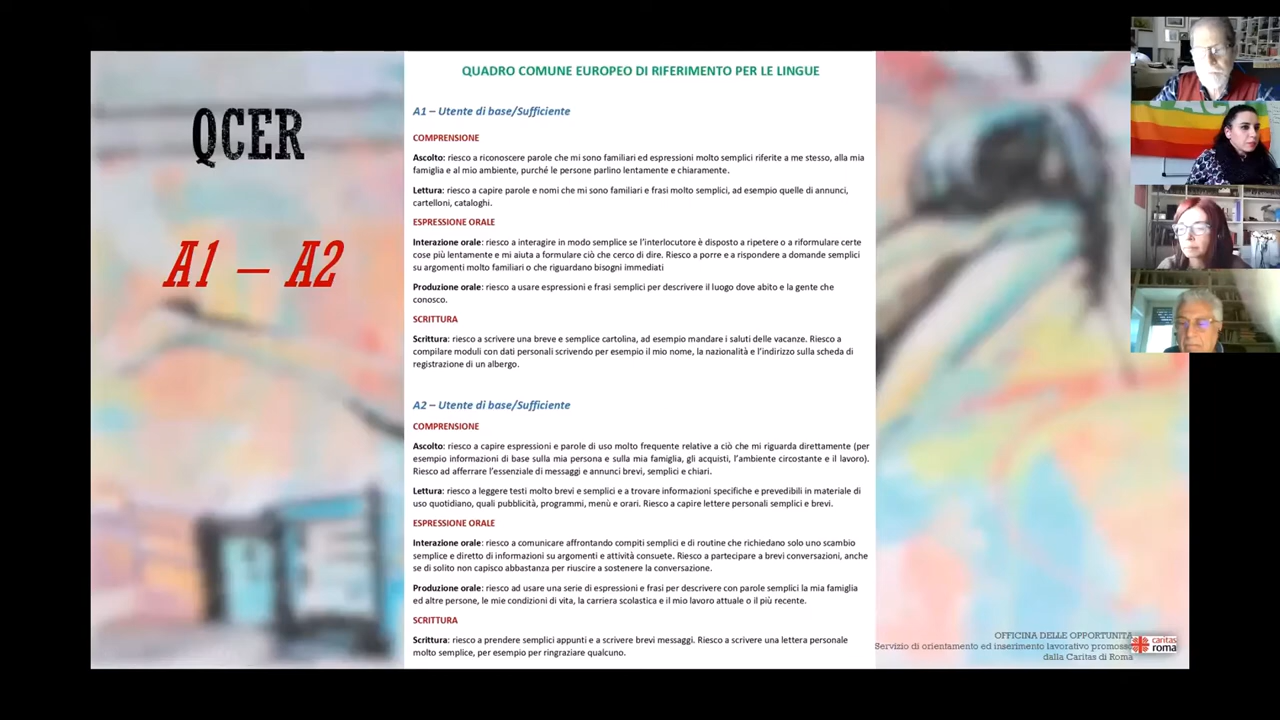 QUADRO COMUNE EUROPEO DI RIFERIMENTO PER LE LINGUE
QCER
A1 – A2
A1 – Utente di base/Sufficiente
COMPRENSIONE
Ascolto: riesco a riconoscere parole che mi sono familiari ed espressioni molto semplici riferite a me stesso, alla mia
famiglia e al mio ambiente, purché le persone parlino lentamente e chiaramente.
Lettura: riesco a capire parole e nomi che mi sono familiari e frasi molto semplici, ad esempio quelle di annunci,
cartelloni, cataloghi.
ESPRESSIONE ORALE
Interazione orale: riesco a interagire in modo semplice se l'interlocutore è disposto a ripetere o a riformulare certe
cose più lentamente e mi aiuta a formulare ciò che cerco di dire. Riesco a porre e a rispondere a domande semplici
su argomenti molto familiari o che riguardano bisogni immediati
Produzione orale: riesco a usare espressioni e frasi semplici per descrivere il luogo dove abito e la gente che
conosco.
SCRITTURA
Scrittura: riesco a scrivere una breve e semplice cartolina, ad esempio mandare i saluti delle vacanze. Riesco a
compilare moduli con dati personali scrivendo per esempio il mio nome, la nazionalità e l'indirizzo sulla scheda di
registrazione di un albergo.
A2 – Utente di base/Sufficiente
COMPRENSIONE
Ascolto: riesco a capire espressioni e parole di uso molto frequente relative a ciò che mi riguarda direttamente (per
esempio informazioni di base sulla mia persona e sulla mia famiglia, gli acquisti, l'ambiente circostante e il lavoro).
Riesco ad afferrare l'essenziale di messaggi e annunci brevi, semplici e chiari.
Lettura: riesco a leggere testi molto brevi e semplici e a trovare informazioni specifiche e prevedibili in materiale di
uso quotidiano, quali pubblicità, programmi, menù e orari. Riesco a capire lettere personali semplici e brevi.
ESPRESSIONE ORALE
Interazione orale: riesco a comunicare affrontando compiti semplici e di routine che richiedano solo uno scambio
semplice e diretto di informazioni su argomenti e attività consuete. Riesco a partecipare a brevi conversazioni, anche
se di solito non capisco abbastanza per riuscire a sostenere la conversazione.
Produzione orale: riesco ad usare una serie di espressioni e frasi per descrivere con parole semplici la mia famiglia
ed altre persone, le mie condizioni di vita, la carriera scolastica e il mio lavoro attuale o il più recente.
SCRITTURA
Scrittura: riesco a prendere semplici appunti e a scrivere brevi messaggi. Riesco a scrivere una lettera personale
molto semplice, per esempio per ringraziare qualcuno.
OFFICINA DELLE OPPORTUNITÀ
Servizio di orientamento ed inserimento lavorativo promosso
dalla Caritas di Roma
caritas
roma